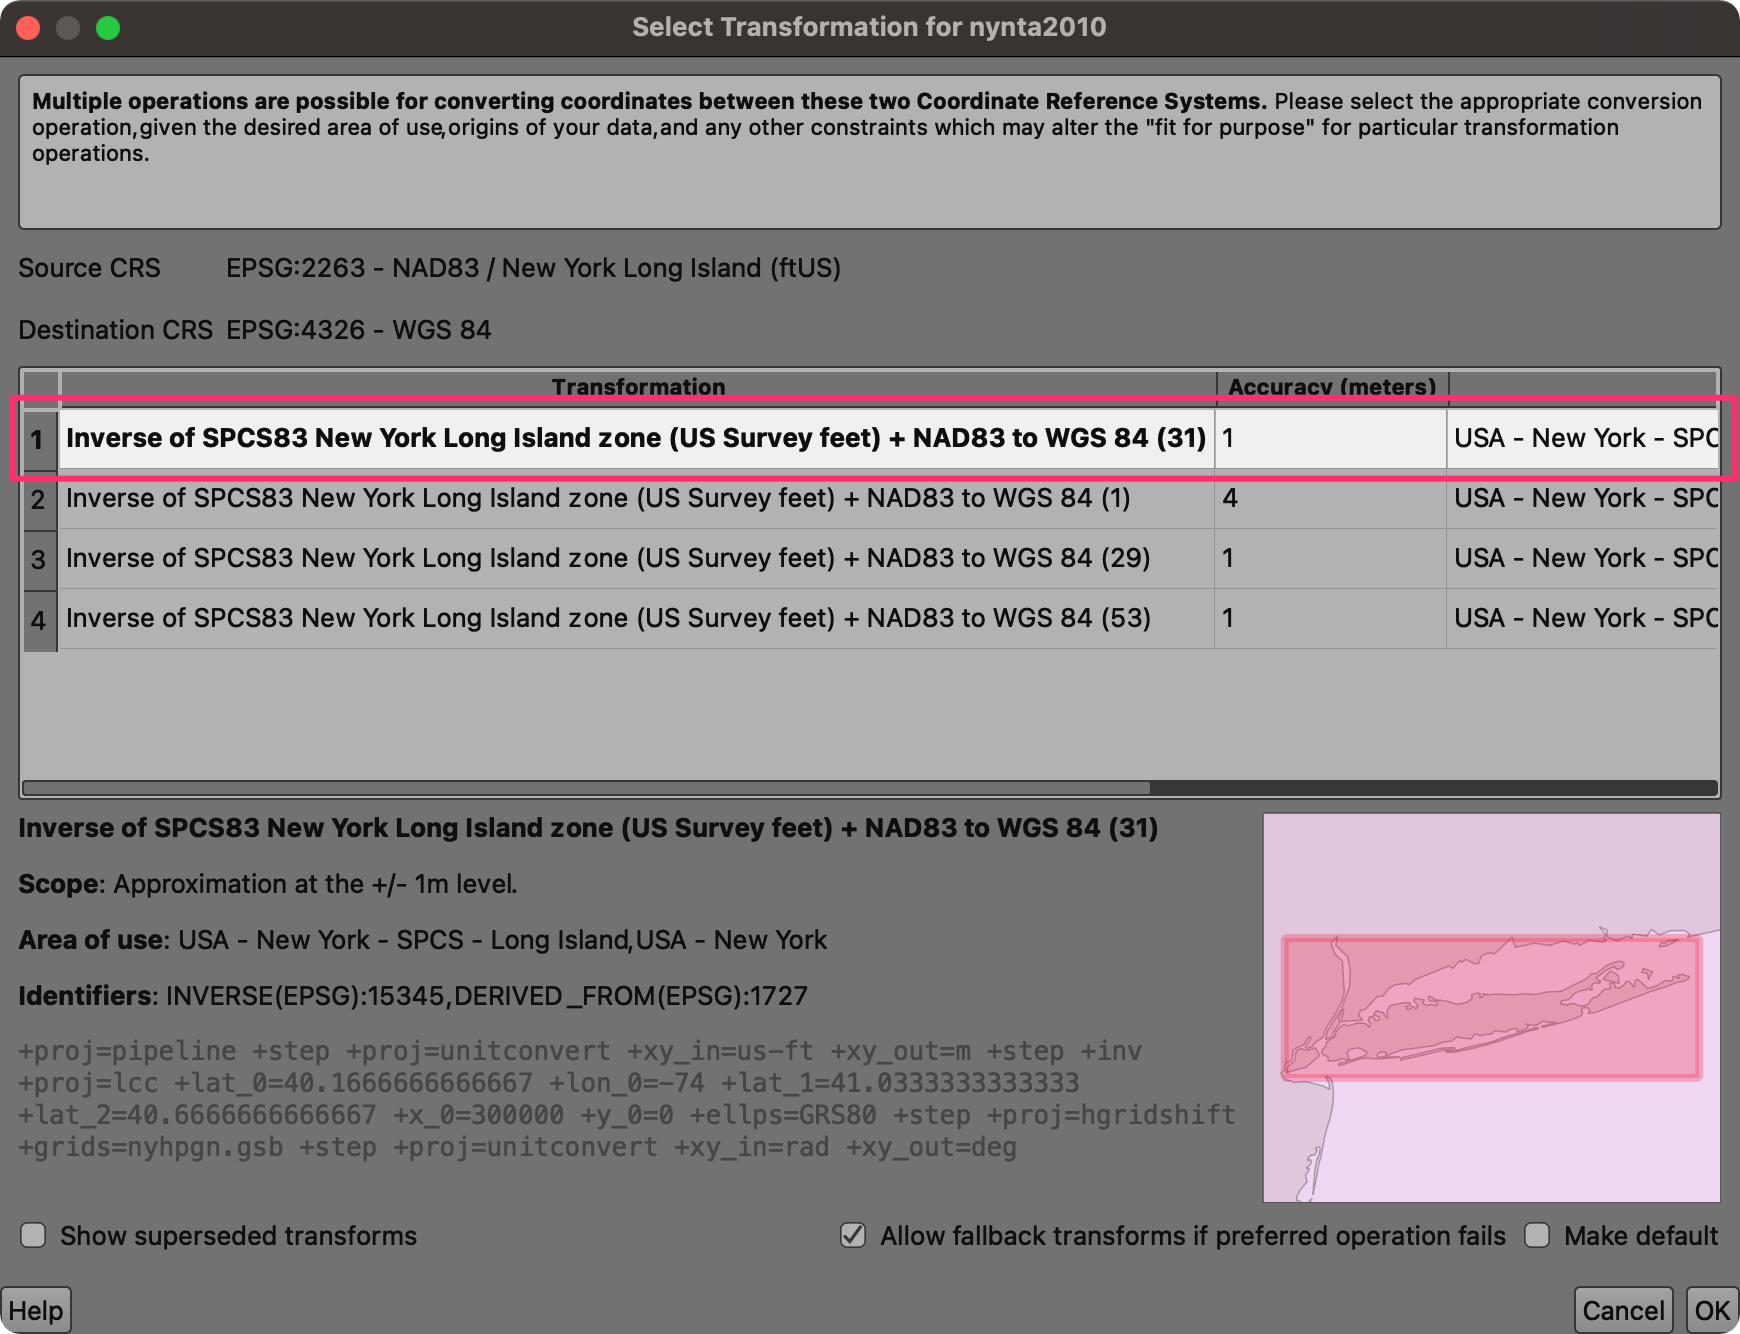 Select Transformation for nynta2010
Multiple operations are possible for converting coordinates between these two Coordinate Reference Systems. Please select the appropriate conversion
operation,given the desired area of use,origins of your data,and any other constraints which may alter the "fit for purpose" for particular transformation
operations.
Source CRS EPSG:2263 - NAD83 / New York Long Island (ftUS)
Destination CRS EPSG:4326 - WGS 84
Transformation Accuracy (meters)
1 Inverse of SPCS83 New York Long Island zone (US Survey feet) + NAD83 to WGS 84 (31) 1 USA - New York - SPC
2 Inverse of SPCS83 New York Long Island zone (US Survey feet) + NAD83 to WGS 84 (1) 4 USA - New York - SPC
3 Inverse of SPCS83 New York Long Island zone (US Survey feet) + NAD83 to WGS 84 (29) 1 USA - New York - SPC
4 Inverse of SPCS83 New York Long Island zone (US Survey feet) + NAD83 to WGS 84 (53) 1 USA - New York - SPC
Inverse of SPCS83 New York Long Island zone (US Survey feet) + NAD83 to WGS 84 (31)
Scope: Approximation at the +/- 1m level.
Area of use: USA - New York - SPCS - Long Island,USA - New York
Identifiers: INVERSE(EPSG):15345,DERIVED_FROM(EPSG):1727
+proj=pipeline +step +proj=unitconvert +xy_in=us-ft +xy_out=m +step +inv
+proj=lcc +lat_0=40.1666666666667 +lon_0=-74 +lat_1=41.0333333333333
+lat_2=40.6666666666667 +x_0=300000 +y_0=0 +ellps=GRS80 +step +proj=hgridshift
+grids=nyhpgn.gsb +step +proj=unitconvert +xy_in=rad +xy_out=deg
Show superseded transforms Allow fallback transforms if preferred operation fails Make default
Help Cancel OK